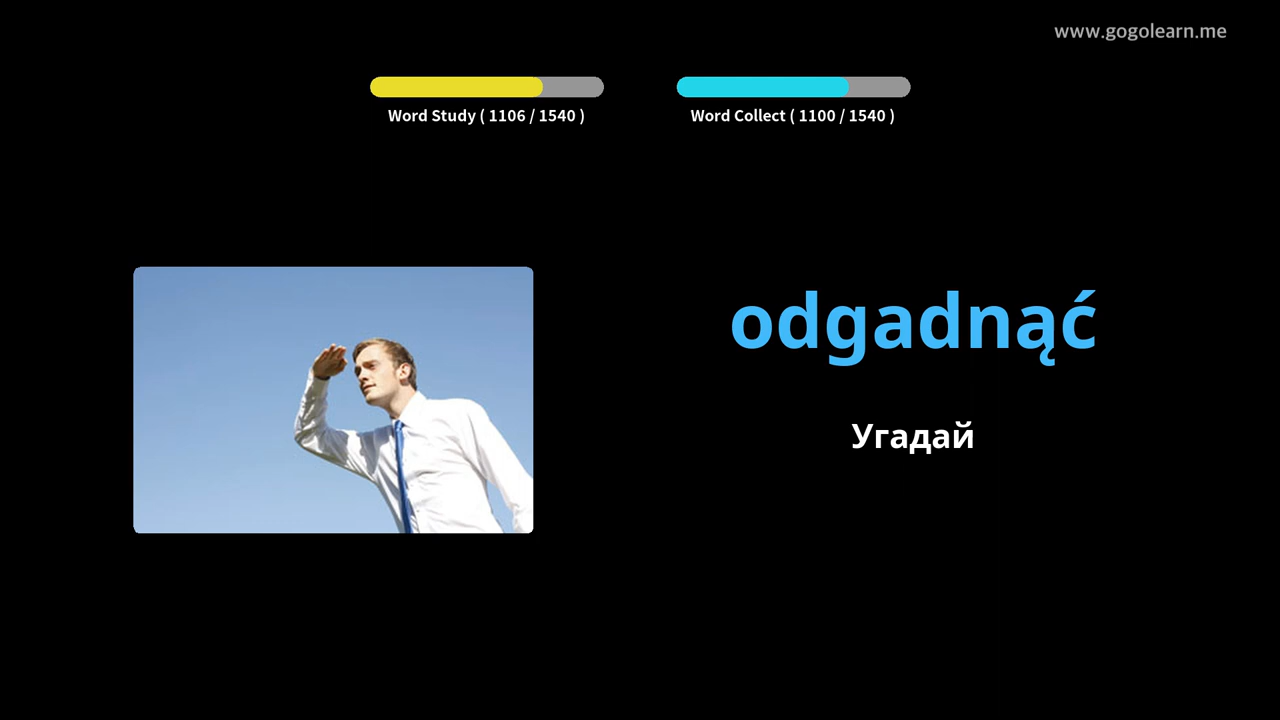 www.gogolearn.me
Word Study ( 1106 / 1540 )
Word Collect ( 1100 / 1540 )
odgadnąć
Угадай